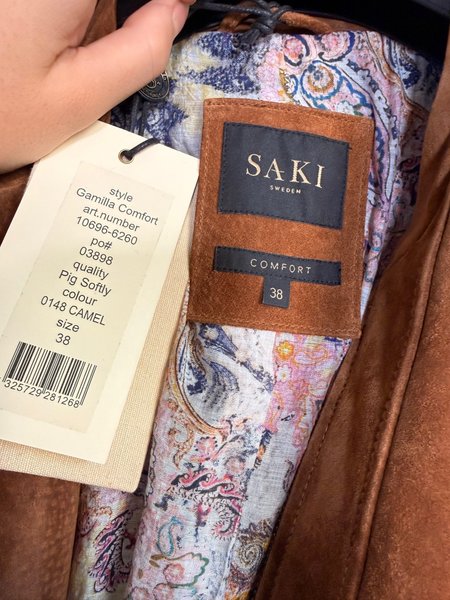 style
Gamilla Comfort
art.number
10696-6260
po#
03898
quality
Pig Softly
colour
0148 CAMEL
size
38
325729281268
SAKI
SWEDEN
COMFORT
38